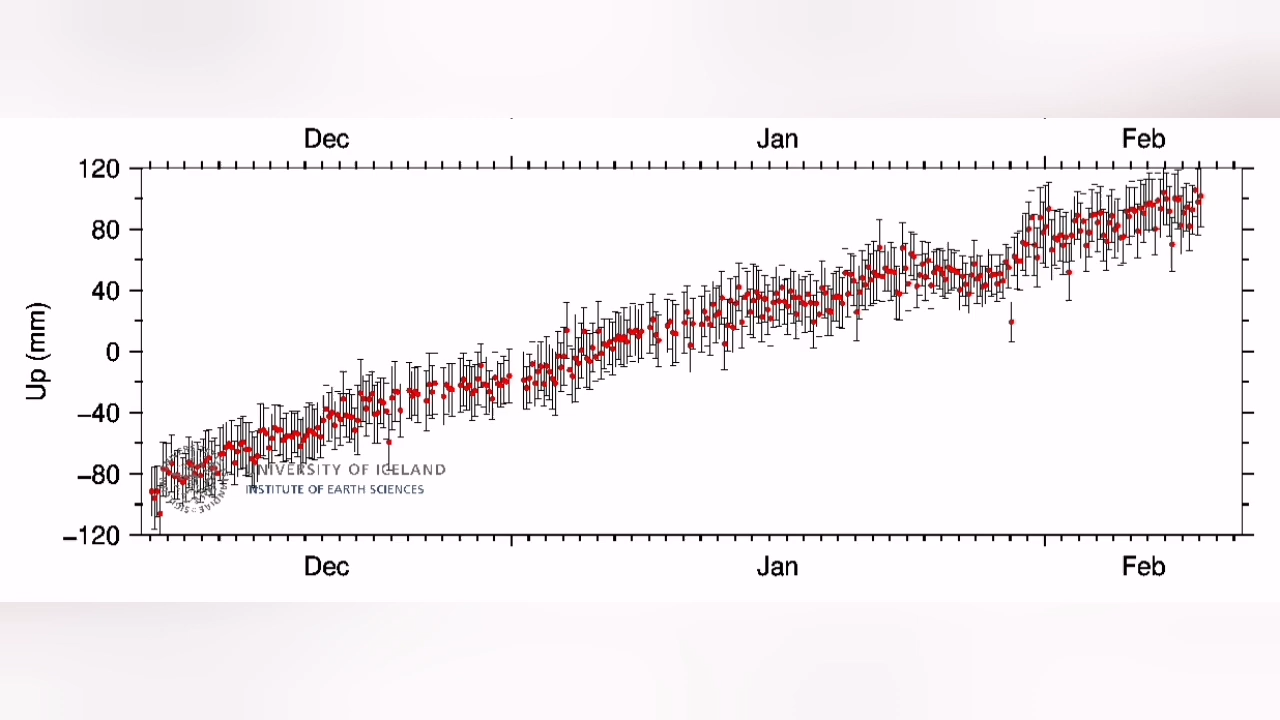 Dec Jan Feb
120
80
40
0
−40
−80
−120
Up (mm)
UNIVERSITY OF ICELAND
INSTITUTE OF EARTH SCIENCES
Dec Jan Feb